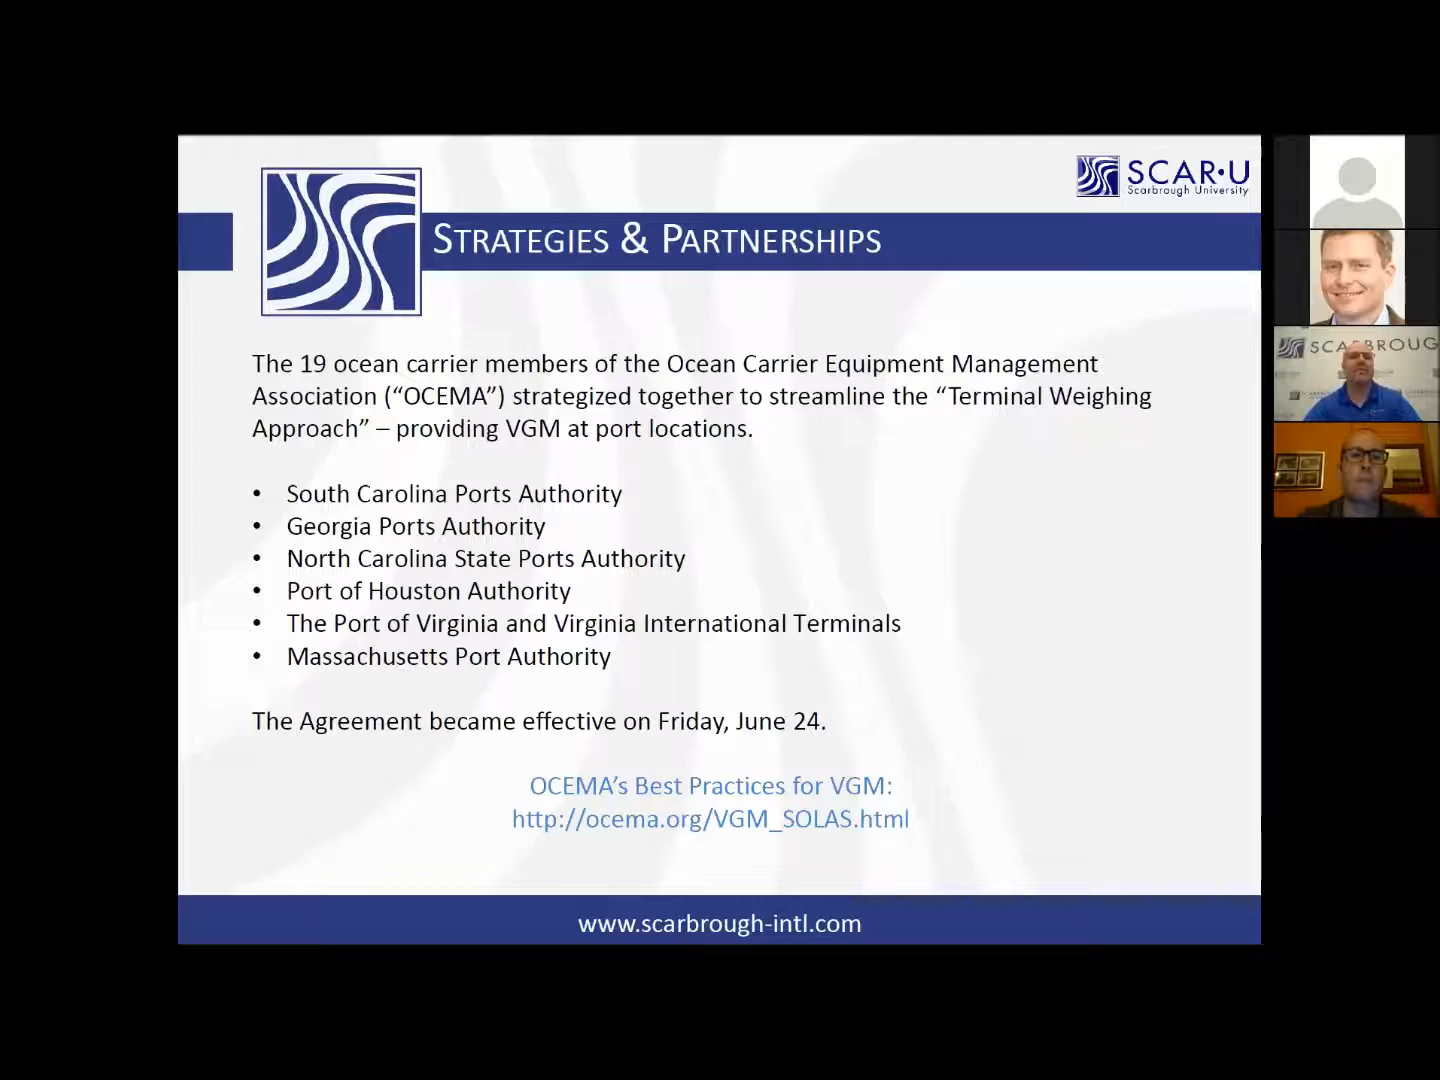 SCAR•U
Scarbrough University
STRATEGIES & PARTNERSHIPS
The 19 ocean carrier members of the Ocean Carrier Equipment Management
Association (“OCEMA”) strategized together to streamline the “Terminal Weighing
Approach” – providing VGM at port locations.
• South Carolina Ports Authority
• Georgia Ports Authority
• North Carolina State Ports Authority
• Port of Houston Authority
• The Port of Virginia and Virginia International Terminals
• Massachusetts Port Authority
The Agreement became effective on Friday, June 24.
OCEMA’s Best Practices for VGM:
http://ocema.org/VGM_SOLAS.html
www.scarbrough-intl.com
SCARBROUG